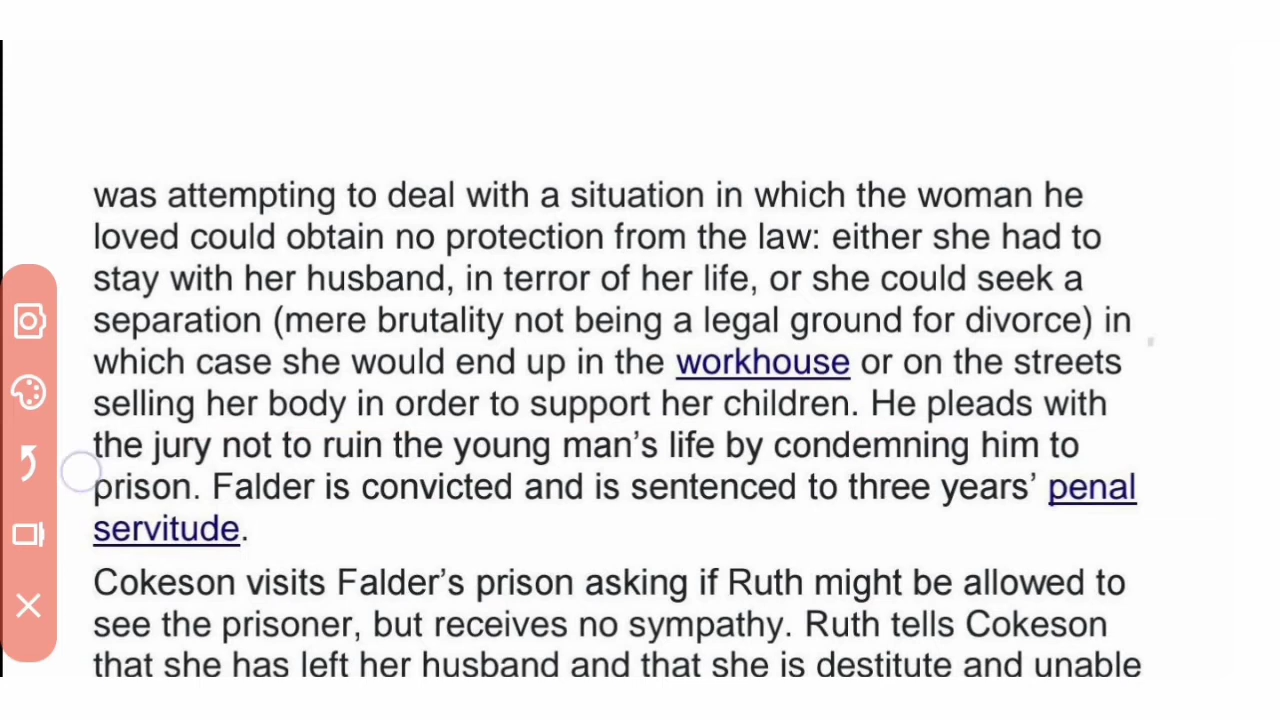 was attempting to deal with a situation in which the woman he
loved could obtain no protection from the law: either she had to
stay with her husband, in terror of her life, or she could seek a
separation (mere brutality not being a legal ground for divorce) in
which case she would end up in the workhouse or on the streets
selling her body in order to support her children. He pleads with
the jury not to ruin the young man’s life by condemning him to
prison. Falder is convicted and is sentenced to three years’ penal
servitude.
Cokeson visits Falder’s prison asking if Ruth might be allowed to
see the prisoner, but receives no sympathy. Ruth tells Cokeson
that she has left her husband and that she is destitute and unable